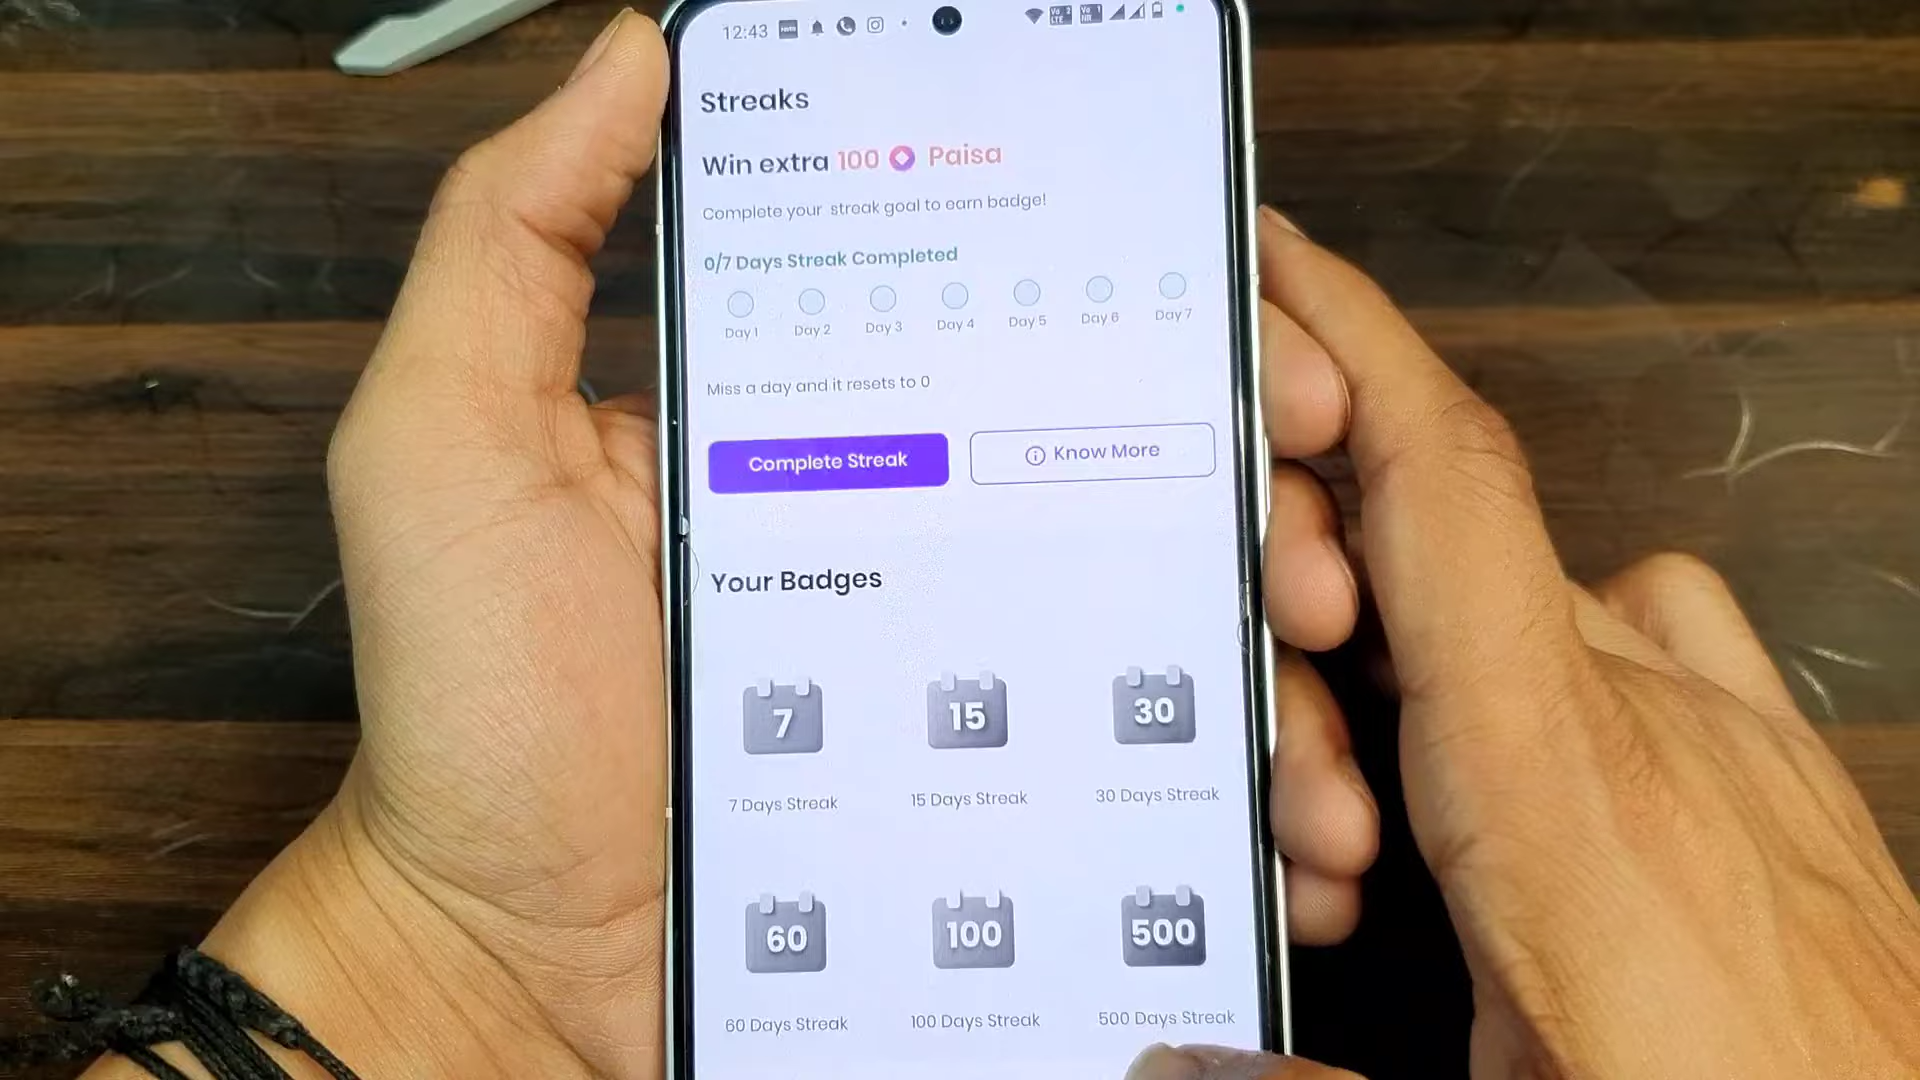 12:43
Streaks
Win extra 100 Paisa
Complete your streak goal to earn badge!
0/7 Days Streak Completed
Day 1 Day 2 Day 3 Day 4 Day 5 Day 6 Day 7
Miss a day and it resets to 0
Complete Streak
Know More
Your Badges
7 15 30
7 Days Streak 15 Days Streak 30 Days Streak
60 100 500
60 Days Streak 100 Days Streak 500 Days Streak